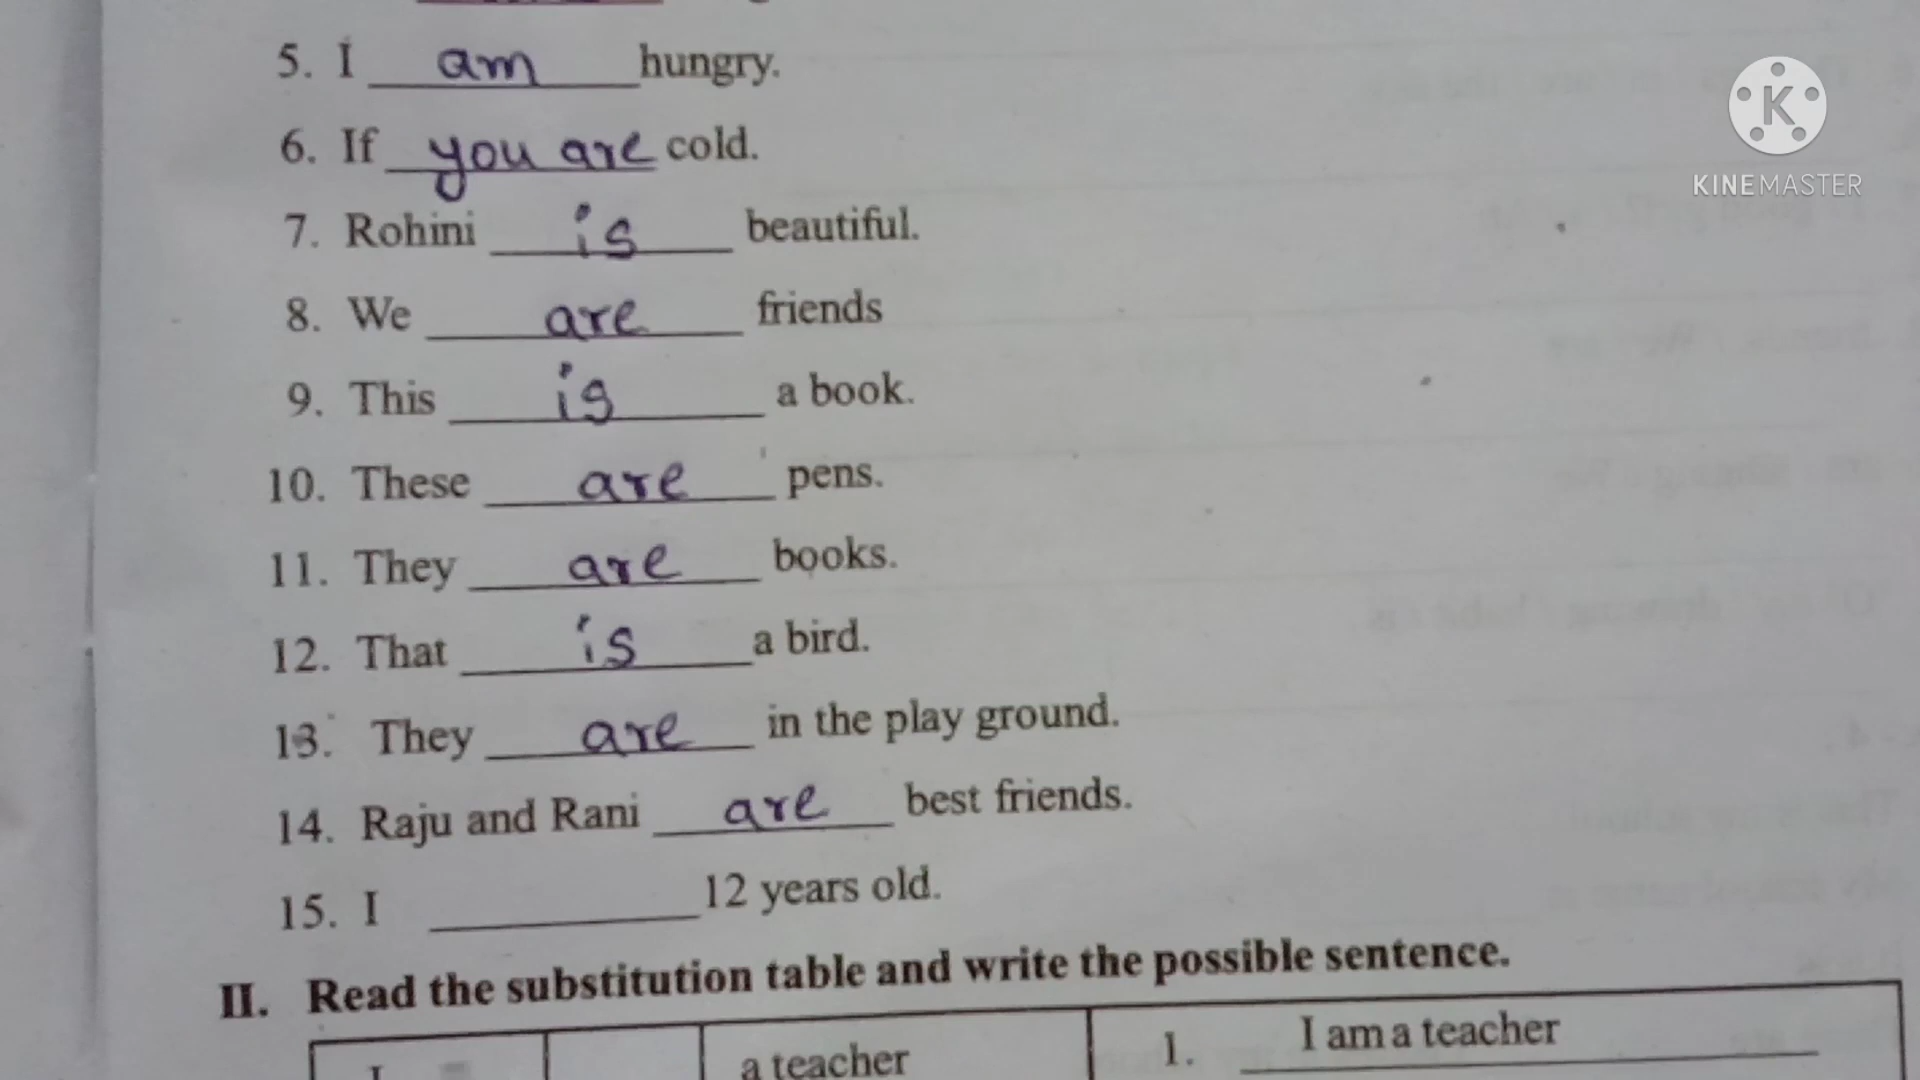 5. I am hungry.
6. If you are cold.
7. Rohini is beautiful.
8. We are friends
9. This is a book.
10. These are pens.
11. They are books.
12. That is a bird.
13. They are in the play ground.
14. Raju and Rani are best friends.
15. I ____ 12 years old.
II. Read the substitution table and write the possible sentence.
I a teacher 1. I am a teacher
KINEMASTER